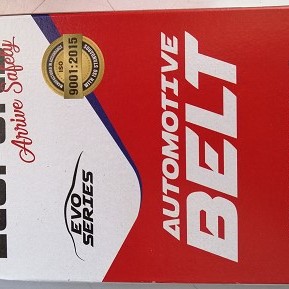 Arrive Safely
ISO
9001:2015
EVO
SERIES
AUTOMOTIVE
BELT